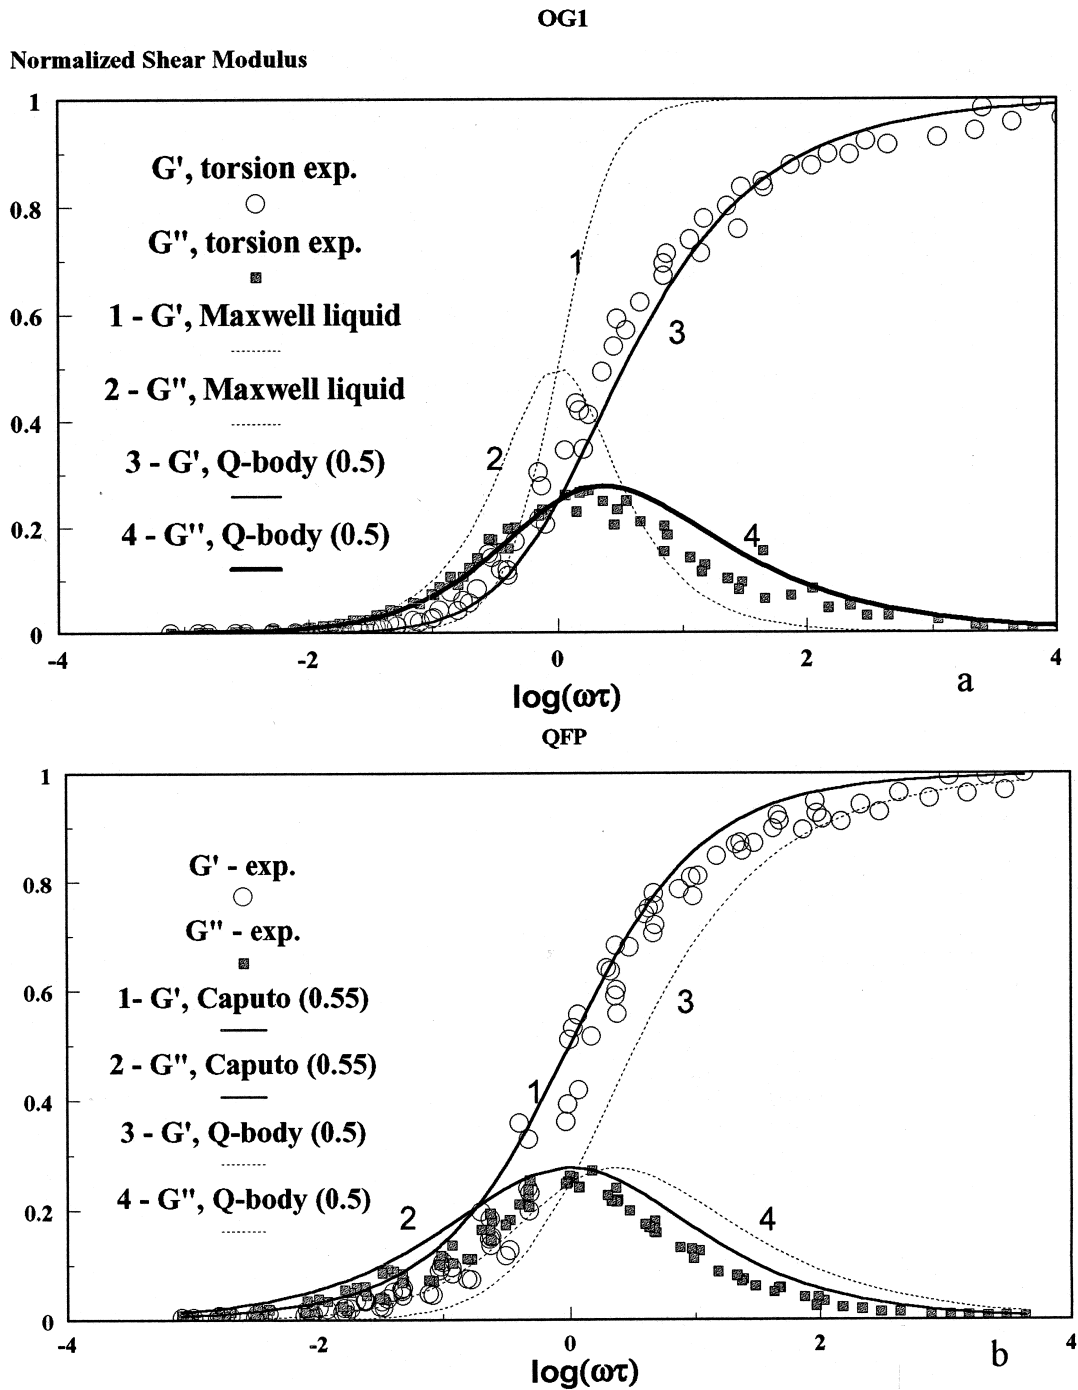 OG1
Normalized Shear Modulus
1
0.8
0.6
0.4
0.2
0
G', torsion exp.
G'', torsion exp.
1 - G', Maxwell liquid
2 - G'', Maxwell liquid
3 - G', Q-body (0.5)
4 - G'', Q-body (0.5)
1
2
3
4
-4
-2
0
2
4
log(ωτ)
a
QFP
1
0.8
0.6
0.4
0.2
0
G' - exp.
G'' - exp.
1- G', Caputo (0.55)
2 - G'', Caputo (0.55)
3 - G', Q-body (0.5)
4 - G'', Q-body (0.5)
1
2
3
4
-4
-2
0
2
4
log(ωτ)
b